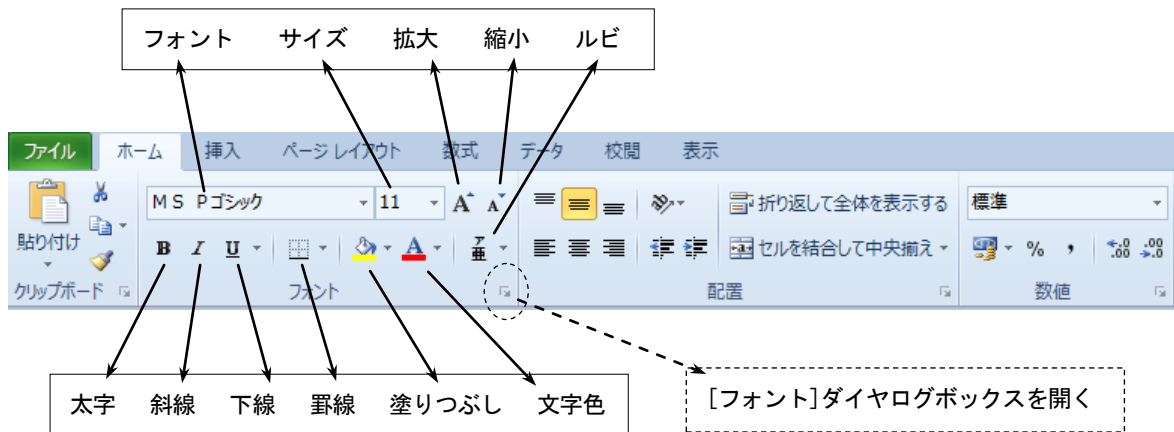 フォント サイズ 拡大 縮小 ルビ
ファイル ホーム 挿入 ページ レイアウト 数式 データ 校閲 表示
ＭＳ Ｐゴシック 11 A A 折り返して全体を表示する 標準
貼り付け B I U A ア亜 セルを結合して中央揃え % , .0 .00 .00 .0
クリップボード フォント 配置 数値
太字 斜線 下線 罫線 塗りつぶし 文字色
[フォント]ダイヤログボックスを開く